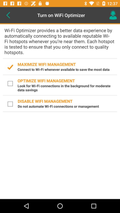 12:21
Turn on WiFi Optimizer
Wi-Fi Optimizer provides a better data experience by
automatically connecting to available reputable Wi-
Fi hotspots whenever you're near them. Each hotspot
is tested to ensure that you only connect to quality
hotspots.
MAXIMIZE WIFI MANAGEMENT
Connect to Wi-Fi whenever available to save the most data
OPTIMIZE WIFI MANAGEMENT
Look for Wi-Fi connections in the background for moderate
data savings
DISABLE WIFI MANAGEMENT
Do not automate Wi-Fi connections or management